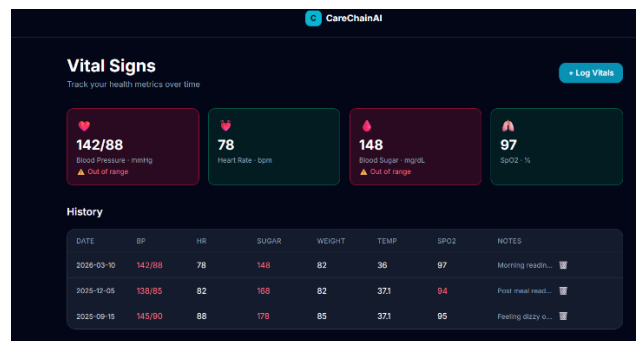 C CareChainAI
Vital Signs
Track your health metrics over time
+ Log Vitals
142/88
Blood Pressure · mmHg
⚠ Out of range
78
Heart Rate · bpm
148
Blood Sugar · mg/dL
⚠ Out of range
97
SpO2 · %
History
DATE BP HR SUGAR WEIGHT TEMP SPO2 NOTES
2026-03-10 142/88 78 148 82 36 97 Morning readin...
2025-12-05 138/85 82 168 82 37.1 94 Post meal read...
2025-09-15 145/90 88 178 85 37.1 95 Feeling dizzy o...